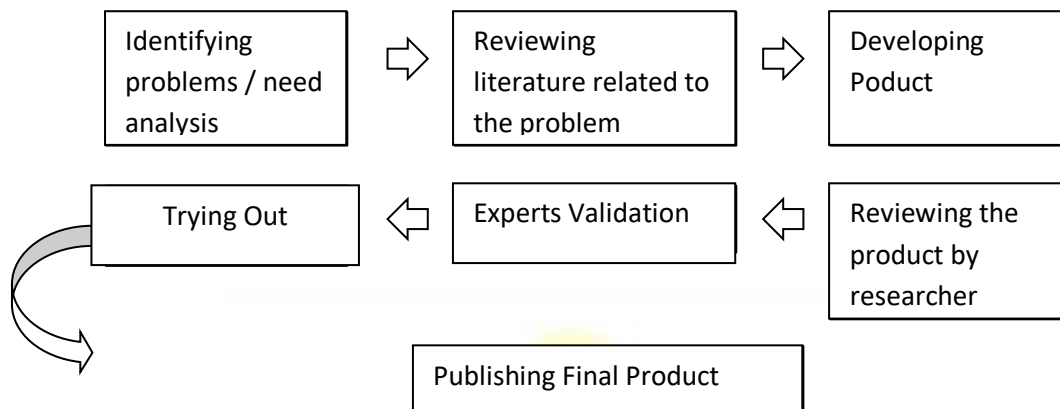 Identifying
problems / need
analysis
Reviewing
literature related to
the problem
Developing
Poduct
Trying Out
Experts Validation
Reviewing the
product by
researcher
Publishing Final Product